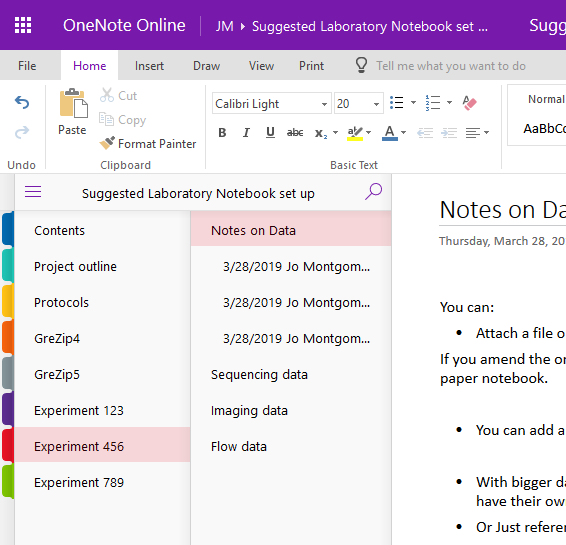 OneNote Online JM ▸ Suggested Laboratory Notebook set ... Sugg
File Home Insert Draw View Print Tell me what you want to do
Paste Cut
Copy
Format Painter
Calibri Light 20
B I U abc x₂ A
Normal
AaBbCc
Undo Clipboard Basic Text
Suggested Laboratory Notebook set up
Contents
Project outline
Protocols
GreZip4
GreZip5
Experiment 123
Experiment 456
Experiment 789
Notes on Data
3/28/2019 Jo Montgom...
3/28/2019 Jo Montgom...
3/28/2019 Jo Montgom...
Sequencing data
Imaging data
Flow data
Notes on Da
Thursday, March 28, 20
You can:
• Attach a file o
If you amend the or
paper notebook.
• You can add a
• With bigger da
have their ow
• Or Just refere